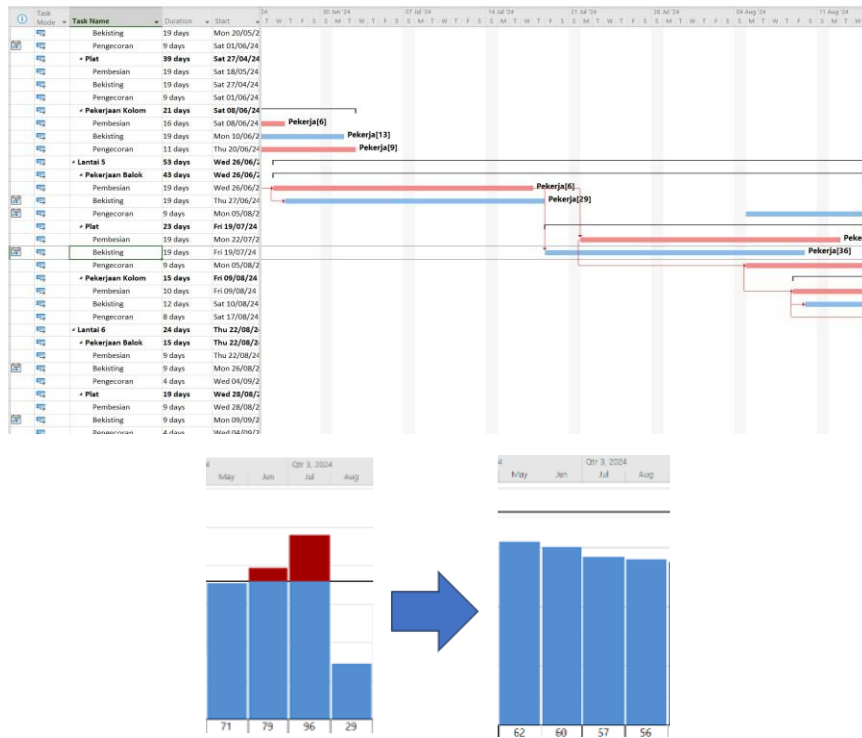 Task Mode Task Name Duration Start
24 30 Jun '24 07 Jul '24 14 Jul '24 21 Jul '24 28 Jul '24 04 Aug '24 11 Aug '24
T W T F S S M T W T F S S M T W T F S S M T W T F S S M T W T F S S M T W T F S S M T W T F S S M T W
Bekisting 19 days Mon 20/05/2
Pengecoran 9 days Sat 01/06/24
Plat 39 days Sat 27/04/24
Pembesian 19 days Sat 18/05/24
Bekisting 19 days Sat 27/04/24
Pengecoran 9 days Sat 01/06/24
Pekerjaan Kolom 21 days Sat 08/06/24
Pembesian 16 days Sat 08/06/24 Pekerja[6]
Bekisting 19 days Mon 10/06/2 Pekerja[13]
Pengecoran 11 days Thu 20/06/2 Pekerja[9]
Lantai 5 53 days Wed 26/06/2
Pekerjaan Balok 43 days Wed 26/06/2
Pembesian 19 days Wed 26/06/2 Pekerja[6]
Bekisting 19 days Thu 27/06/24 Pekerja[29]
Pengecoran 9 days Mon 05/08/2
Plat 23 days Fri 19/07/24
Pembesian 19 days Mon 22/07/2 Peke
Bekisting 19 days Fri 19/07/24 Pekerja[36]
Pengecoran 9 days Mon 05/08/2
Pekerjaan Kolom 15 days Fri 09/08/24
Pembesian 10 days Fri 09/08/24
Bekisting 12 days Sat 10/08/24
Pengecoran 8 days Sat 17/08/24
Lantai 6 24 days Thu 22/08/24
Pekerjaan Balok 15 days Thu 22/08/24
Pembesian 9 days Thu 22/08/24
Bekisting 9 days Mon 26/08/2
Pengecoran 4 days Wed 04/09/2
Plat 19 days Wed 28/08/2
Pembesian 9 days Wed 28/08/2
Bekisting 9 days Mon 09/09/2
Pengecoran 4 days Wed 04/09/2
4 Qtr 3, 2024
May Jun Jul Aug
71 79 96 29
4 Qtr 3, 2024
May Jun Jul Aug
62 60 57 56